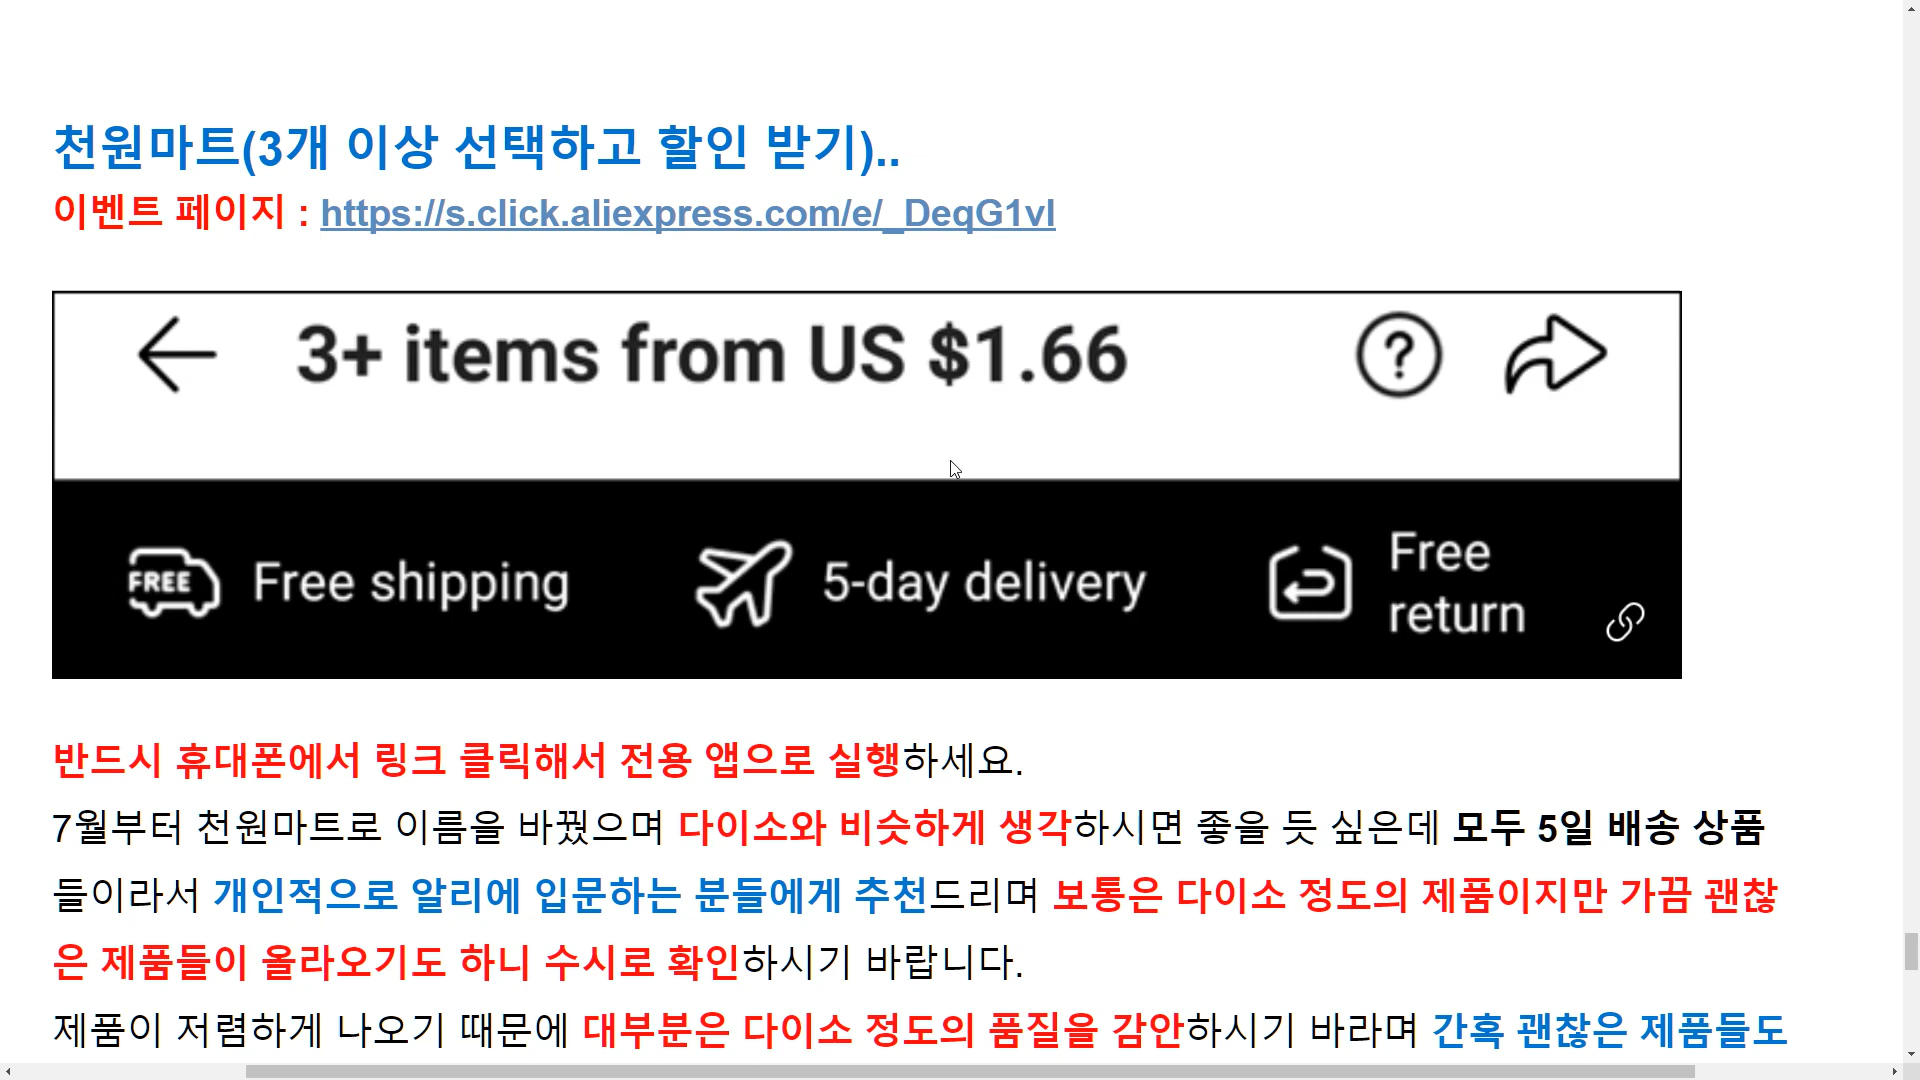 천원마트(3개 이상 선택하고 할인 받기)..
이벤트 페이지 : https://s.click.aliexpress.com/e/_DeqG1vl
3+ items from US $1.66
FREE Free shipping
5-day delivery
Free
return
반드시 휴대폰에서 링크 클릭해서 전용 앱으로 실행하세요.
7월부터 천원마트로 이름을 바꿨으며 다이소와 비슷하게 생각하시면 좋을 듯 싶은데 모두 5일 배송 상품
들이라서 개인적으로 알리에 입문하는 분들에게 추천드리며 보통은 다이소 정도의 제품이지만 가끔 괜찮
은 제품들이 올라오기도 하니 수시로 확인하시기 바랍니다.
제품이 저렴하게 나오기 때문에 대부분은 다이소 정도의 품질을 감안하시기 바라며 간혹 괜찮은 제품들도